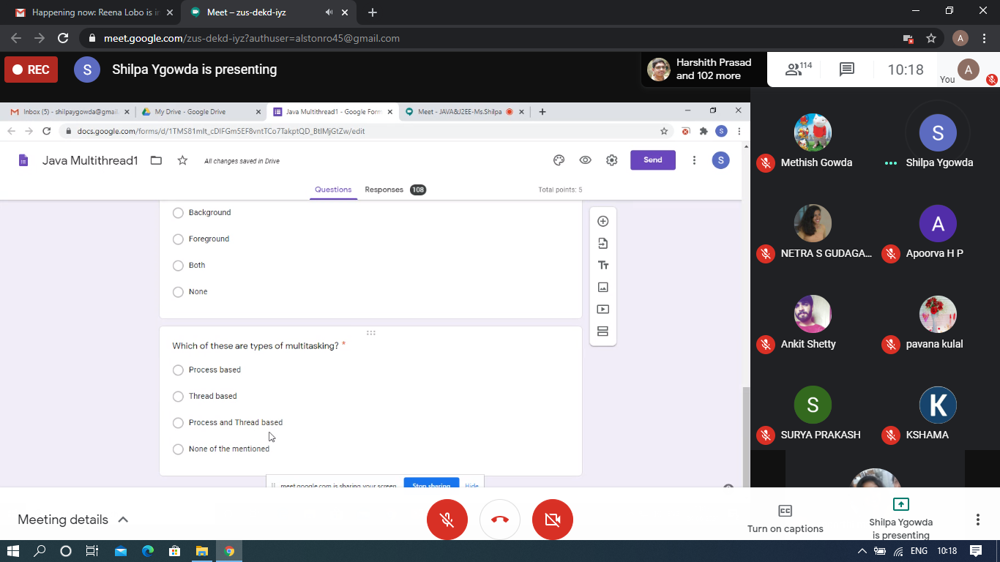 Happening now: Reena Lobo is in
Meet – zus-dekd-iyz
meet.google.com/zus-dekd-iyz?authuser=alstonro45@gmail.com
A
REC
S
Shilpa Ygowda is presenting
Harshith Prasad
and 102 more
114
10:18
You
A
Inbox (5) - shilpaygowda@gmail
My Drive - Google Drive
Java Multithread1 - Google Form
Meet - JAVA&J2EE-Ms.Shilpa
docs.google.com/forms/d/1TMS81mIt_cDlFGm5EF8vntTCo7TakptQD_BtlMjGtZw/edit
S
Java Multithread1
All changes saved in Drive
Send
S
Questions
Responses
108
Total points: 5
Background
Foreground
Both
None
Which of these are types of multitasking? *
Process based
Thread based
Process and Thread based
None of the mentioned
meet.google.com is sharing your screen.
Stop sharing
Hide
Methish Gowda
S
Shilpa Ygowda
NETRA S GUDAGA...
A
Apoorva H P
Ankit Shetty
pavana kulal
S
SURYA PRAKASH
K
KSHAMA
Meeting details
CC
Turn on captions
Shilpa Ygowda
is presenting
ENG
10:18